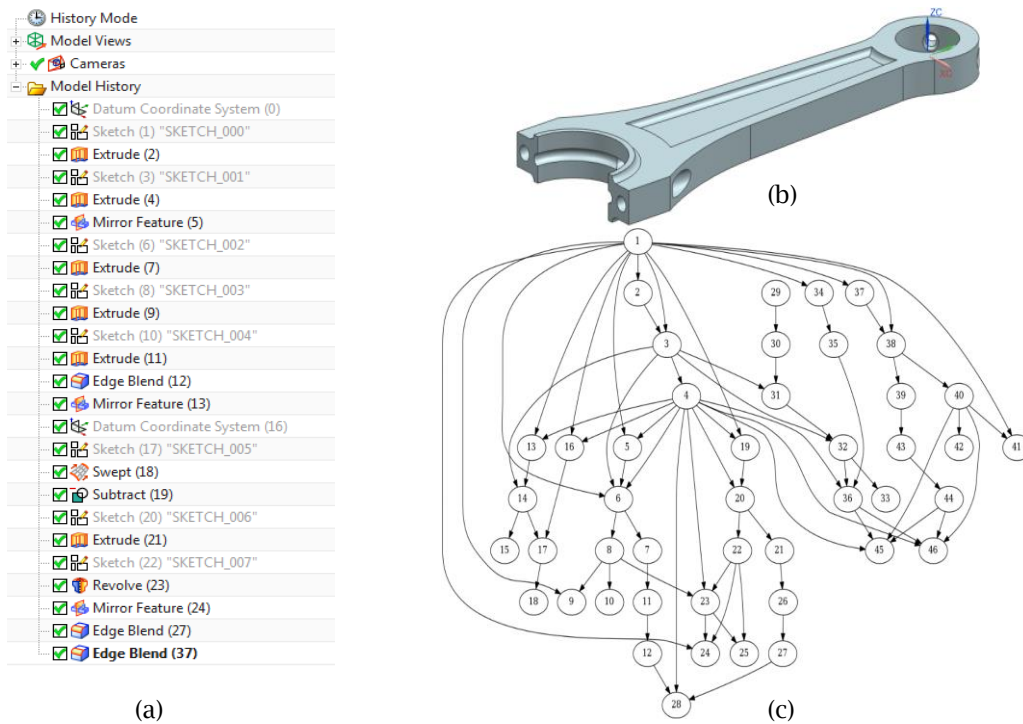 History Mode
Model Views
Cameras
Model History
Datum Coordinate System (0)
Sketch (1) "SKETCH_000"
Extrude (2)
Sketch (3) "SKETCH_001"
Extrude (4)
Mirror Feature (5)
Sketch (6) "SKETCH_002"
Extrude (7)
Sketch (8) "SKETCH_003"
Extrude (9)
Sketch (10) "SKETCH_004"
Extrude (11)
Edge Blend (12)
Mirror Feature (13)
Datum Coordinate System (16)
Sketch (17) "SKETCH_005
Swept (18)
Subtract (19)
Sketch (20) "SKETCH_006"
Extrude (21)
Sketch (22) "SKETCH_007"
Revolve (23)
Mirror Feature (24)
Edge Blend (27)
Edge Blend (37)
(a)
ZC
(b)
1
2 29 34 37
3 30 35 38
4 31 39 40
13 16 5 19 32 43 42 41
14 6 20 36 33 44
15 17 8 7 22 21 45 46
18 9 10 11 23 26
12 24 25 27
28
(c)